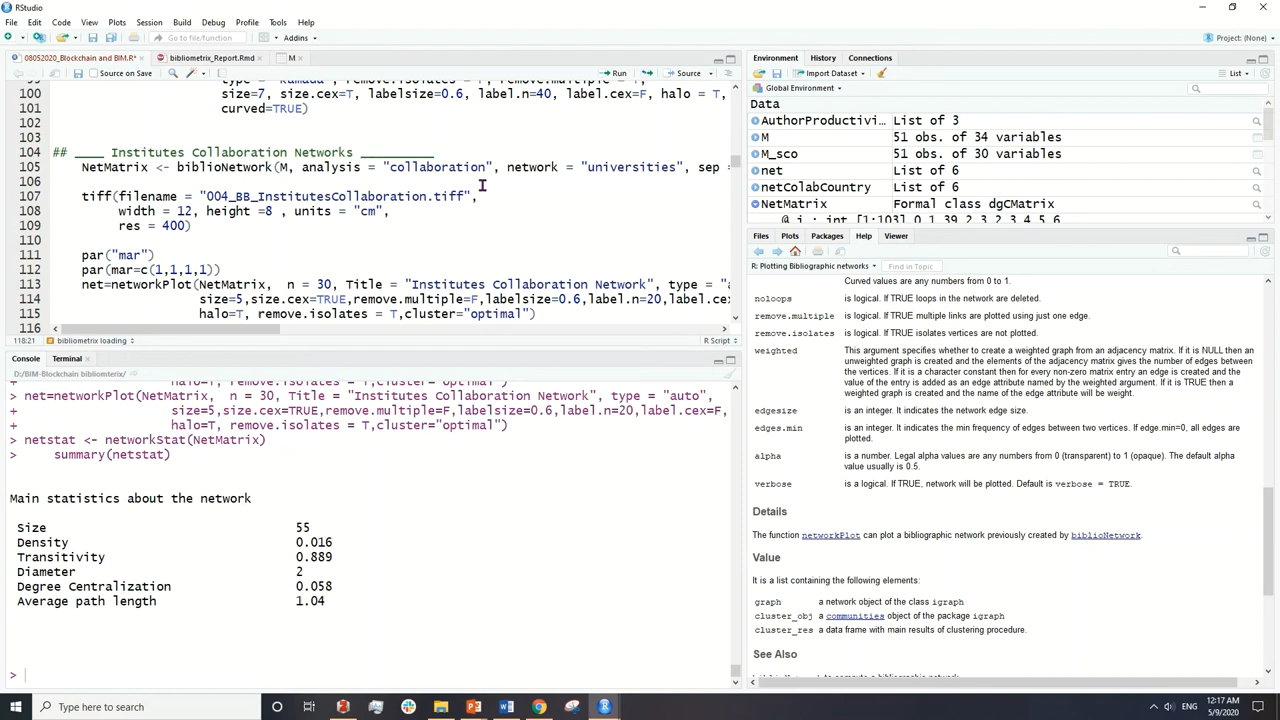 RStudio
File Edit Code View Plots Session Build Debug Profile Tools Help
Go to file/function Addins Project: (None)
08052020_Blockchain and BIM.R* bibliometrix_Report.Rmd M
Source on Save Run Source
100 size=7, size.cex=T, labelsize=0.6, label.n=40, label.cex=F, halo = T,
101 curved=TRUE)
102
103
104 ## ____ Institutes Collaboration Networks __________
105 NetMatrix <- biblioNetwork(M, analysis = "collaboration", network = "universities", sep =
106
107 tiff(filename = "004_BB_InstitutesCollaboration.tiff",
108 width = 12, height =8 , units = "cm",
109 res = 400)
110
111 par("mar")
112 par(mar=c(1,1,1,1))
113 net=networkPlot(NetMatrix, n = 30, Title = "Institutes Collaboration Network", type =
114 size=5,size.cex=TRUE,remove.multiple=F,labelsize=0.6,label.n=20,label.cex
115 halo=T, remove.isolates = T,cluster="optimal")
116
118:21 bibliometrix loading R Script
Console Terminal
D:/BIM-Blockchain bibliomterix/
+ halo=T, remove.isolates = T,cluster="optimal")
> net=networkPlot(NetMatrix, n = 30, Title = "Institutes Collaboration Network", type = "auto",
+ size=5,size.cex=TRUE,remove.multiple=F,labelsize=0.6,label.n=20,label.cex=F,
+ halo=T, remove.isolates = T,cluster="optimal")
> netstat <- networkStat(NetMatrix)
> summary(netstat)
Main statistics about the network
Size 55
Density 0.016
Transitivity 0.889
Diameter 2
Degree Centralization 0.058
Average path length 1.04
>
Environment History Connections
Import Dataset List
Global Environment
Data
AuthorProductivi… List of 3
M 51 obs. of 34 variables
M_sco 51 obs. of 30 variables
net List of 6
netColabCountry List of 6
NetMatrix Formal class dgCMatrix
..@ i : int [1:103] 0 1 39 2 3 2 3 4 5 6
Files Plots Packages Help Viewer
R: Plotting Bibliographic networks Find in Topic
Curved values are any numbers from 0 to 1.
noloops is logical. If TRUE loops in the network are deleted.
remove.multiple is logical. If TRUE multiple links are plotted using just one edge.
remove.isolates is logical. If TRUE isolates vertices are not plotted.
weighted This argument specifies whether to create a weighted graph from an adjacency matrix. If it is NULL then an
unweighted graph is created and the elements of the adjacency matrix gives the number of edges between
the vertices. If it is a character constant then for every non-zero matrix entry an edge is created and the
value of the entry is added as an edge attribute named by the weighted argument. If it is TRUE then a
weighted graph is created and the name of the edge attribute will be weight.
edgesize is an integer. It indicates the network edge size.
edges.min is an integer. It indicates the min frequency of edges between two vertices. If edge.min=0, all edges are
plotted.
alpha is a number. Legal alpha values are any numbers from 0 (transparent) to 1 (opaque). The default alpha
value usually is 0.5.
verbose is a logical. If TRUE, network will be plotted. Default is verbose = TRUE.
Details
The function networkPlot can plot a bibliographic network previously created by biblioNetwork.
Value
It is a list containing the following elements:
graph a network object of the class igraph
cluster_obj a communities object of the package igraph
cluster_res a data frame with main results of clustering procedure.
See Also
Type here to search
12:17 AM
5/9/2020